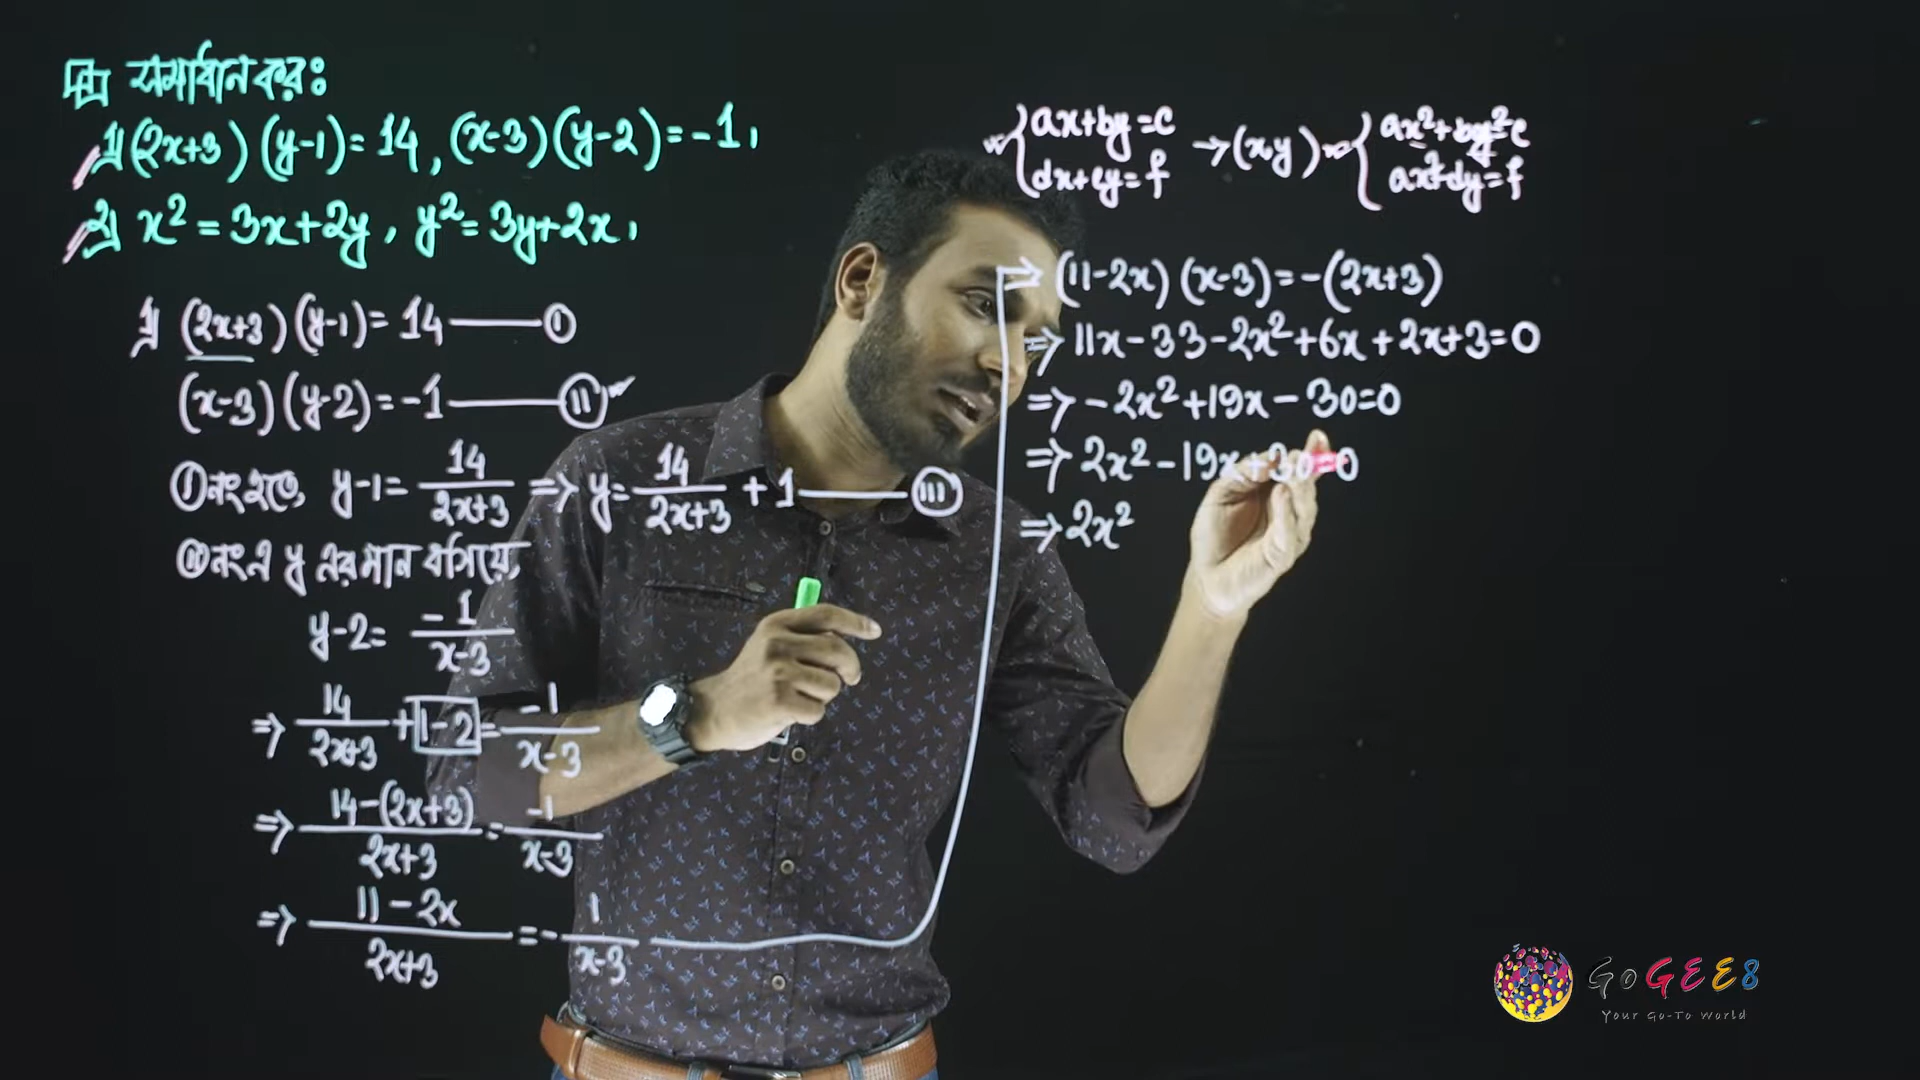 সমাধান কর:
১। (2x+3)(y-1)=14, (x-3)(y-2)=-1।
২। x²=3x+2y, y²=3y+2x।
১। (2x+3)(y-1)=14 —— ⓘ
(x-3)(y-2)=-1 —— ⓘⓘ
ⓘ নং হতে, y-1= 14/(2x+3) ⇒ y= 14/(2x+3) + 1 —— ⓘⓘⓘ
ⓘⓘ নং এ y এর মান বসিয়ে,
y-2= -1/(x-3)
⇒ 14/(2x+3) + 1-2 = -1/(x-3)
⇒ (14-(2x+3))/(2x+3) = -1/(x-3)
⇒ (11-2x)/(2x+3) = - 1/(x-3)
ax+by=c
dx+ey=f
→(x,y)
ax²+by²=c
ax²+dy=f
⇒ (11-2x)(x-3)=-(2x+3)
⇒ 11x-33-2x²+6x+2x+3=0
⇒ -2x²+19x-30=0
⇒ 2x²-19x+30=0
⇒ 2x²
GoGEE8
Your Go-To World